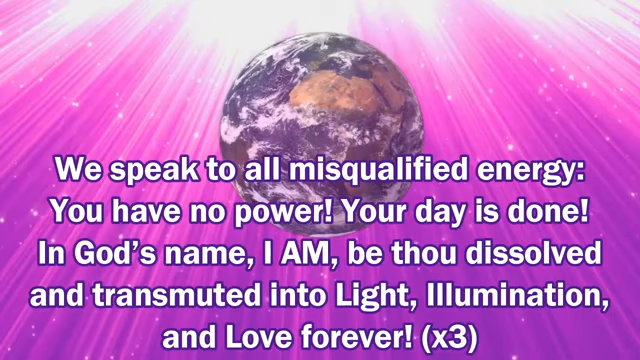 We speak to all misqualified energy:
You have no power! Your day is done!
In God's name, I AM, be thou dissolved
and transmuted into Light, Illumination,
and Love forever! (x3)